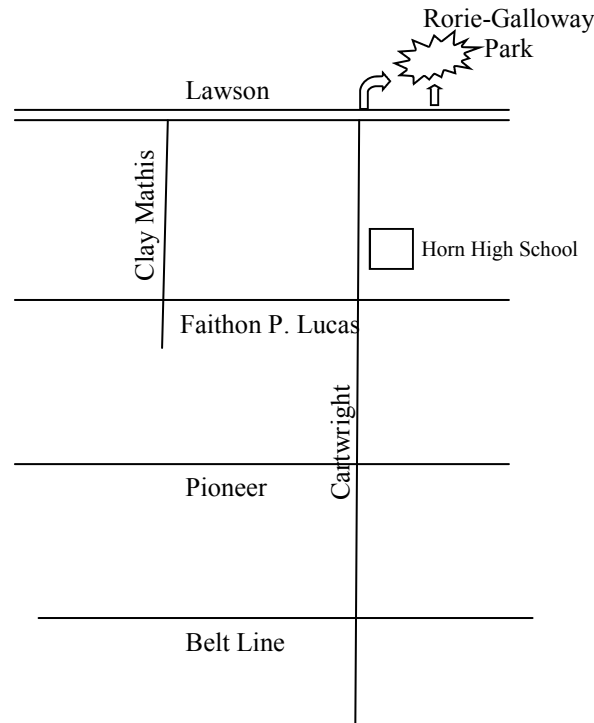 Rorie-Galloway
Park
Lawson
Clay Mathis
Horn High School
Faithon P. Lucas
Cartwright
Pioneer
Belt Line